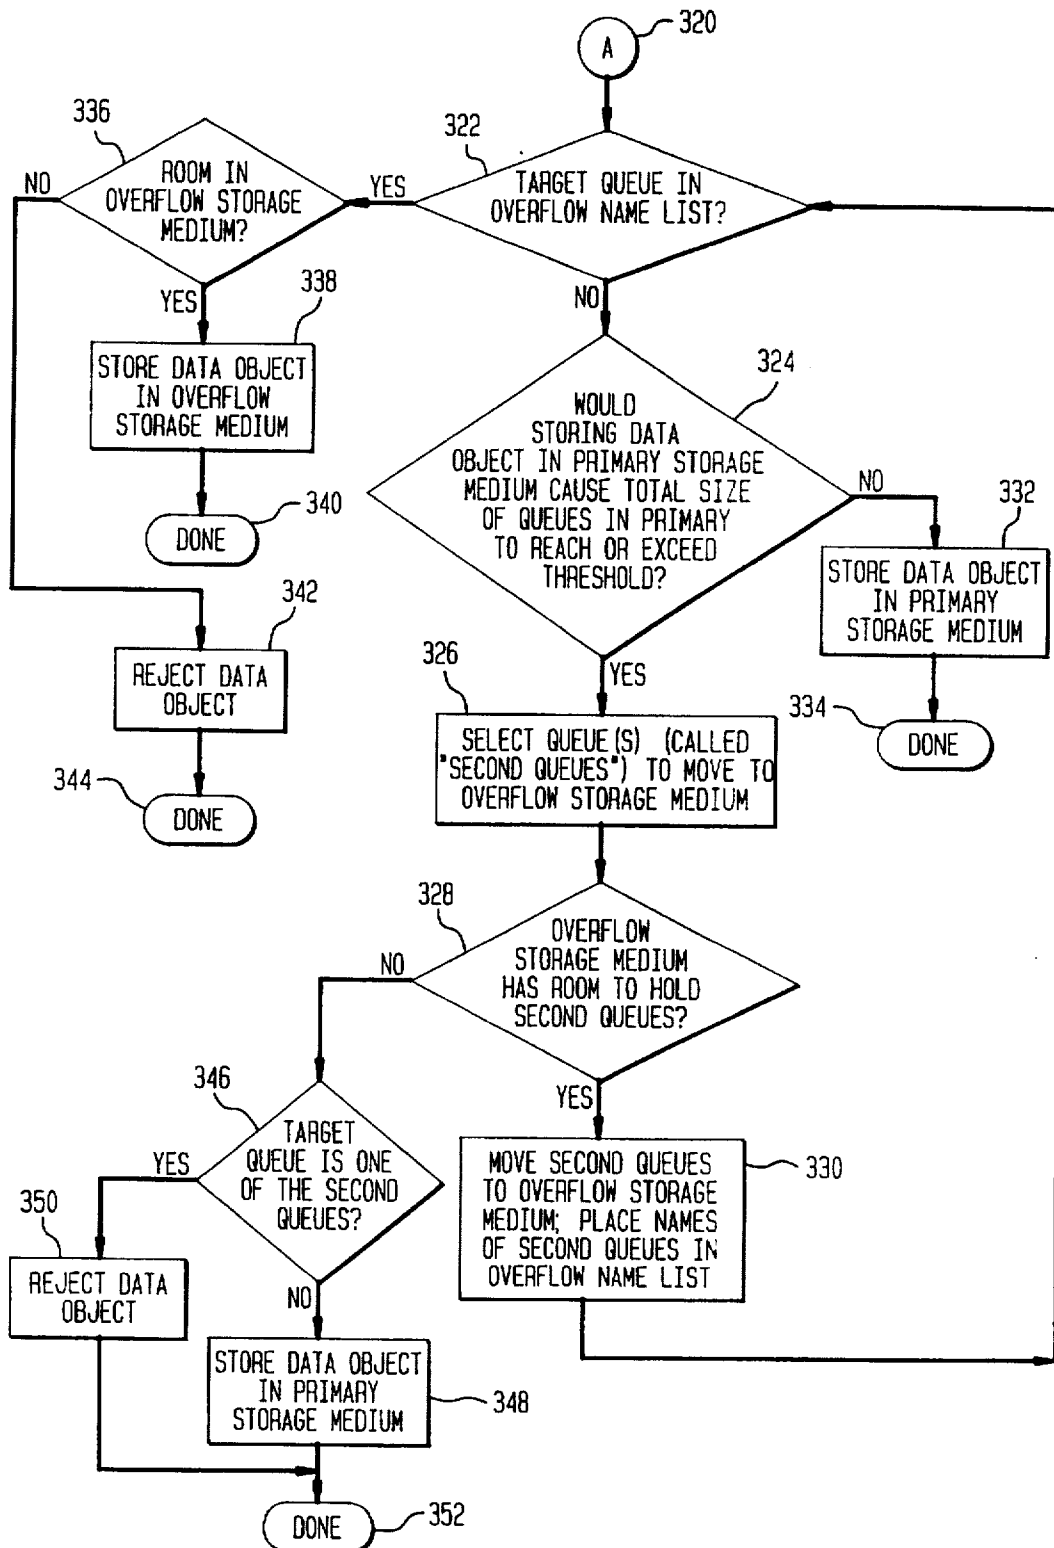 320
A
336
322
ROOM IN
OVERFLOW STORAGE
MEDIUM?
NO
YES
TARGET QUEUE IN
OVERFLOW NAME LIST?
YES
NO
338
STORE DATA OBJECT
IN OVERFLOW
STORAGE MEDIUM
340
DONE
324
WOULD
STORING DATA
OBJECT IN PRIMARY STORAGE
MEDIUM CAUSE TOTAL SIZE
OF QUEUES IN PRIMARY
TO REACH OR EXCEED
THRESHOLD?
NO
YES
332
STORE DATA OBJECT
IN PRIMARY
STORAGE MEDIUM
334
DONE
342
REJECT DATA
OBJECT
344
DONE
326
SELECT QUEUE(S) (CALLED
"SECOND QUEUES") TO MOVE TO
OVERFLOW STORAGE MEDIUM
328
OVERFLOW
STORAGE MEDIUM
HAS ROOM TO HOLD
SECOND QUEUES?
NO
YES
346
TARGET
QUEUE IS ONE
OF THE SECOND
QUEUES?
YES
NO
330
MOVE SECOND QUEUES
TO OVERFLOW STORAGE
MEDIUM; PLACE NAMES
OF SECOND QUEUES IN
OVERFLOW NAME LIST
350
REJECT DATA
OBJECT
STORE DATA OBJECT
IN PRIMARY
STORAGE MEDIUM
348
DONE
352